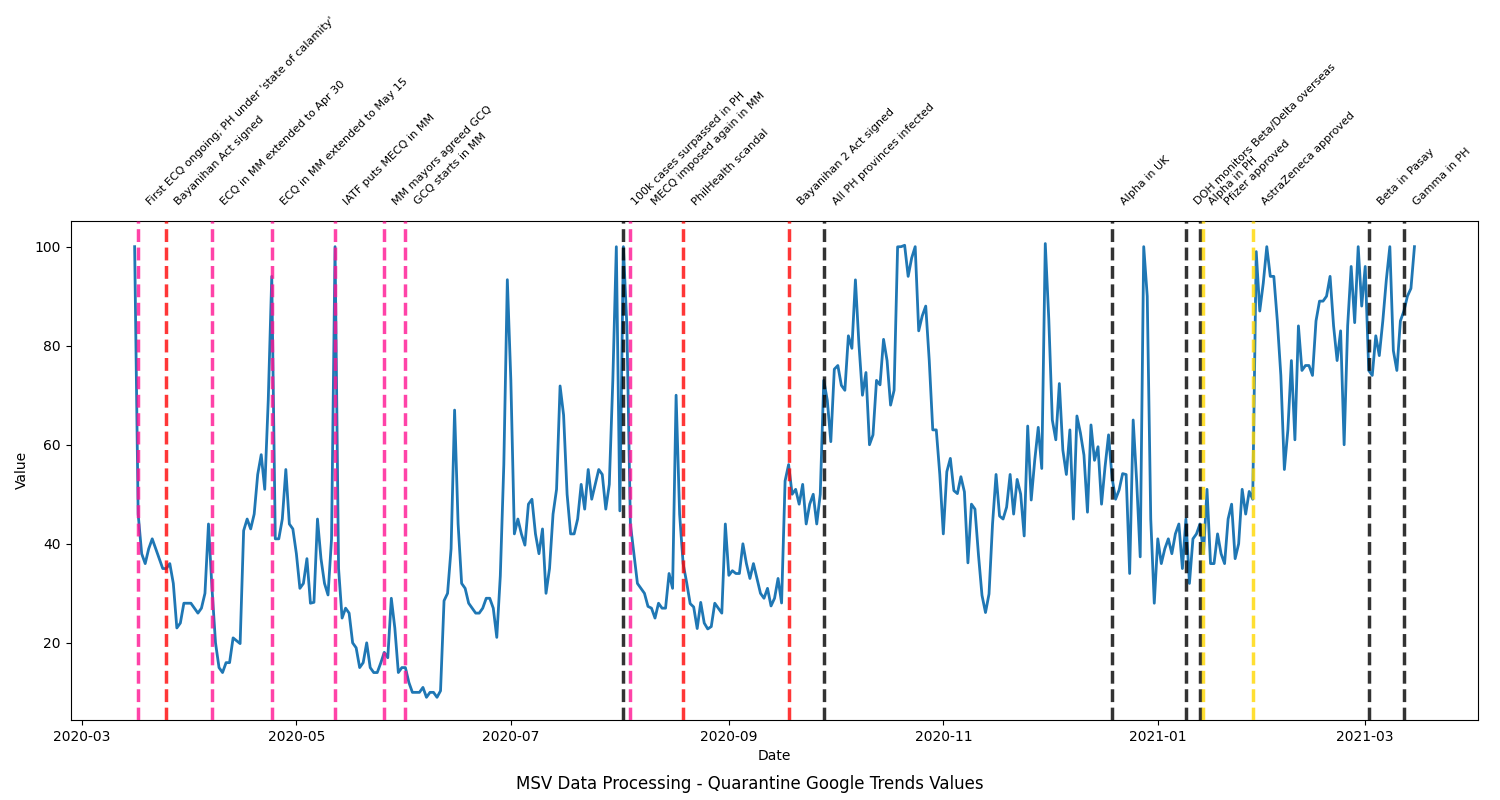 First ECQ ongoing; PH under 'state of calamity'
Bayanihan Act signed
ECQ in MM extended to Apr 30
ECQ in MM extended to May 15
IATF puts MECQ in MM
MM mayors agreed GCQ
GCQ starts in MM
100k cases surpassed in PH
MECQ imposed again in MM
PhilHealth scandal
Bayanihan 2 Act signed
All PH provinces infected
Alpha in UK
DOH monitors Beta/Delta overseas
Alpha in PH
Pfizer approved
AstraZeneca approved
Beta in Pasay
Gamma in PH
100
80
60
40
20
Value
2020-03
2020-05
2020-07
2020-09
2020-11
2021-01
2021-03
Date
MSV Data Processing - Quarantine Google Trends Values